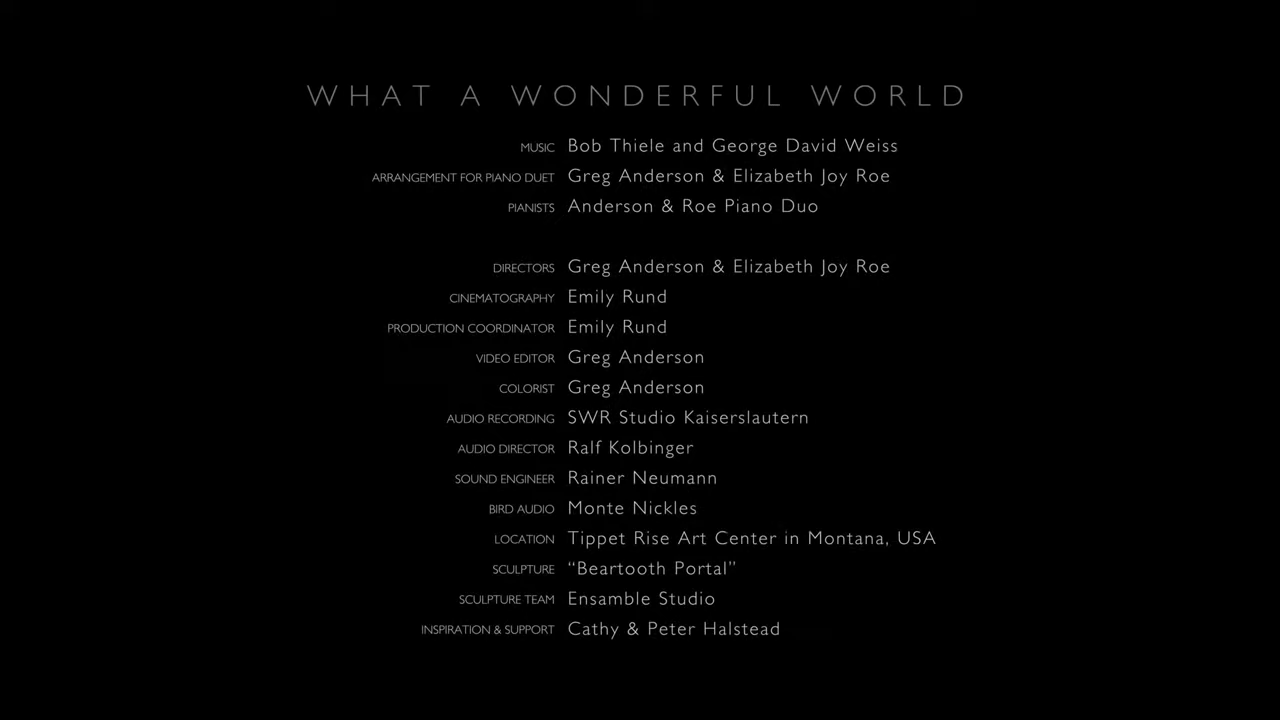 WHAT A WONDERFUL WORLD
MUSIC Bob Thiele and George David Weiss
ARRANGEMENT FOR PIANO DUET Greg Anderson & Elizabeth Joy Roe
PIANISTS Anderson & Roe Piano Duo
DIRECTORS Greg Anderson & Elizabeth Joy Roe
CINEMATOGRAPHY Emily Rund
PRODUCTION COORDINATOR Emily Rund
VIDEO EDITOR Greg Anderson
COLORIST Greg Anderson
AUDIO RECORDING SWR Studio Kaiserslautern
AUDIO DIRECTOR Ralf Kolbinger
SOUND ENGINEER Rainer Neumann
BIRD AUDIO Monte Nickles
LOCATION Tippet Rise Art Center in Montana, USA
SCULPTURE “Beartooth Portal”
SCULPTURE TEAM Ensamble Studio
INSPIRATION & SUPPORT Cathy & Peter Halstead